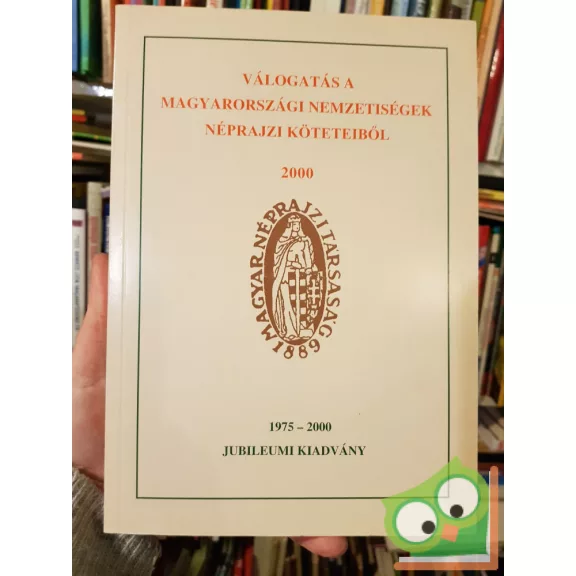 VÁLOGATÁS A
MAGYARORSZÁGI NEMZETISÉGEK
NÉPRAJZI KÖTETEIBŐL
2000
MAGYAR NÉPRAJZI TÁRSASÁG
1889
1975 – 2000
JUBILEUMI KIADVÁNY